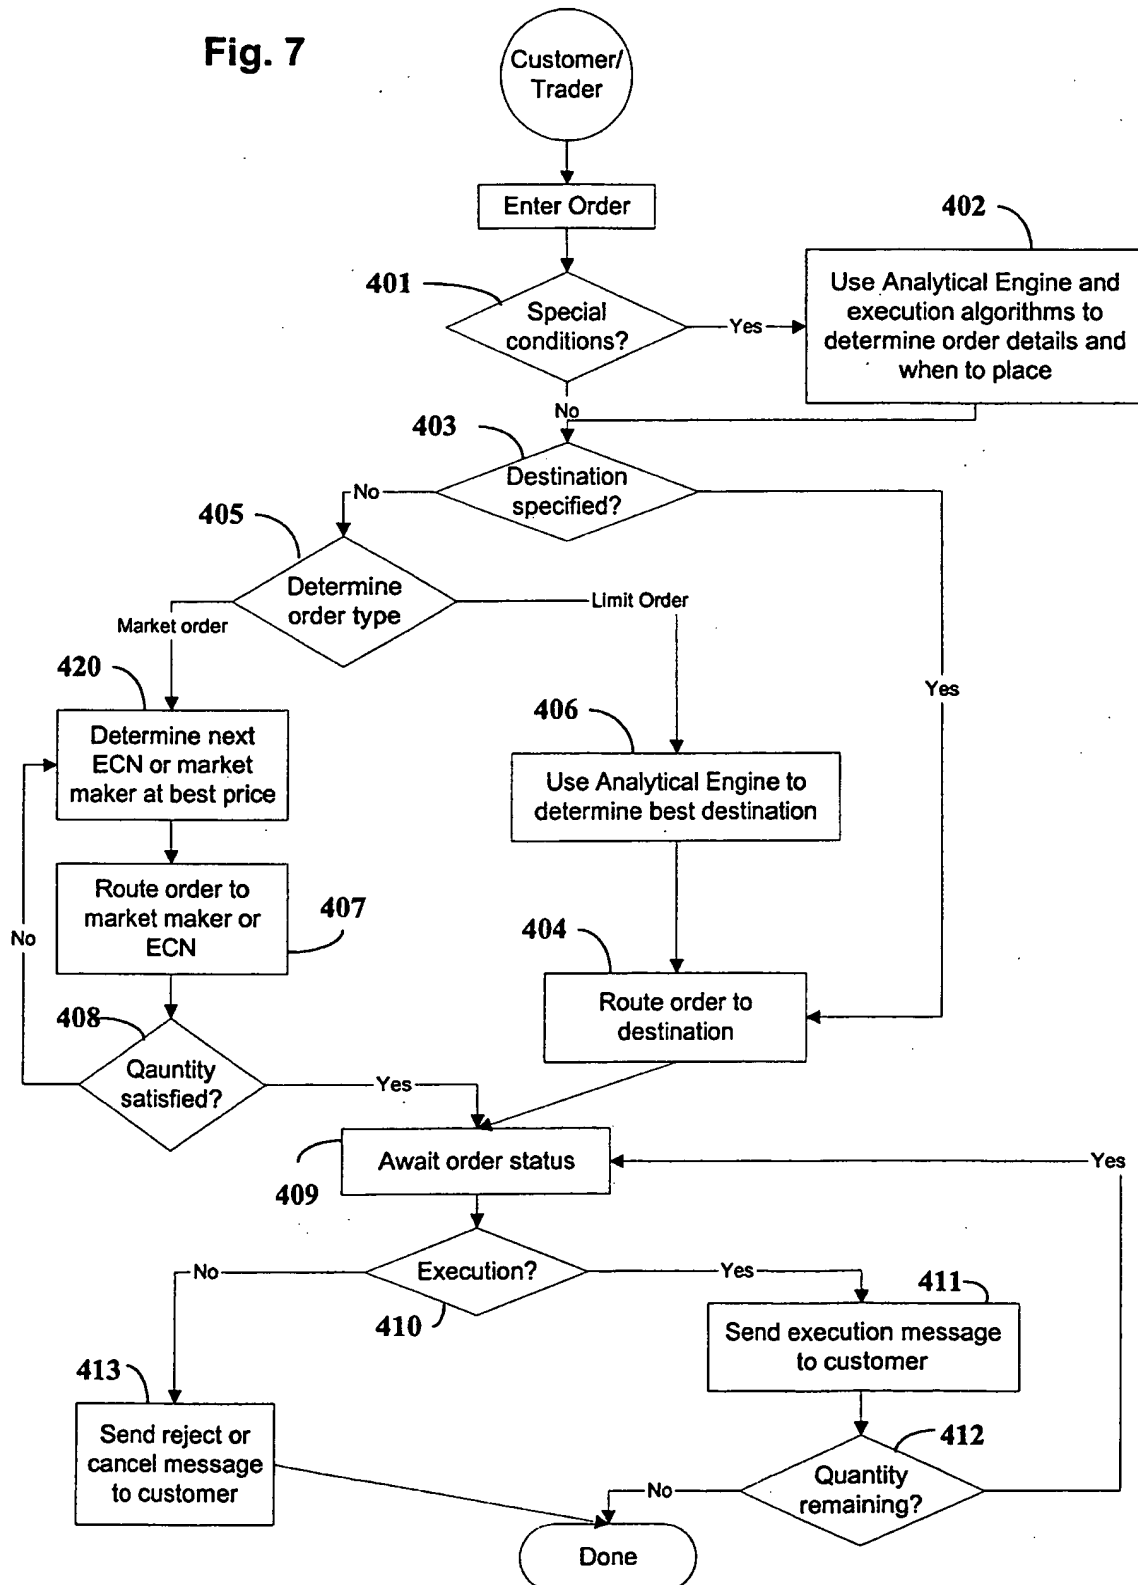 Fig. 7
Customer/
Trader
Enter Order
402
401
Special
conditions?
Yes
Use Analytical Engine and
execution algorithms to
determine order details and
when to place
No
403
Destination
specified?
No
405
Determine
order type
Limit Order
Market order
Yes
420
Determine next
ECN or market
maker at best price
406
Use Analytical Engine to
determine best destination
Route order to
market maker or
ECN
407
No
404
Route order to
destination
408
Qauntity
satisfied?
Yes
Await order status
409
Yes
Execution?
410
No
Yes
411
Send execution message
to customer
413
Send reject or
cancel message
to customer
412
Quantity
remaining?
No
Done